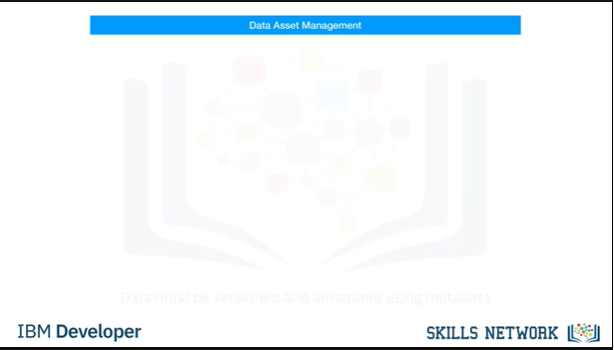 Data Asset Management
Data must be versioned and annotated using metadata
IBM Developer
SKILLS NETWORK